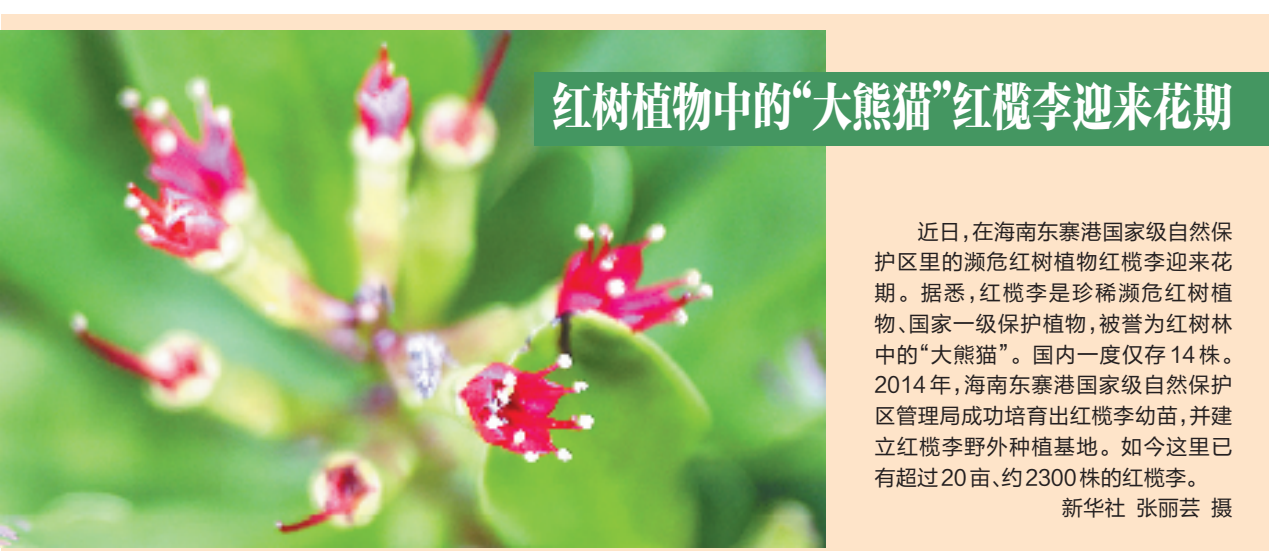 红树植物中的“大熊猫”红榄李迎来花期
近日,在海南东寨港国家级自然保
护区里的濒危红树植物红榄李迎来花
期。据悉,红榄李是珍稀濒危红树植
物、国家一级保护植物,被誉为红树林
中的“大熊猫”。国内一度仅存14株。
2014年,海南东寨港国家级自然保护
区管理局成功培育出红榄李幼苗,并建
立红榄李野外种植基地。如今这里已
有超过20亩、约2300株的红榄李。
新华社 张丽芸 摄